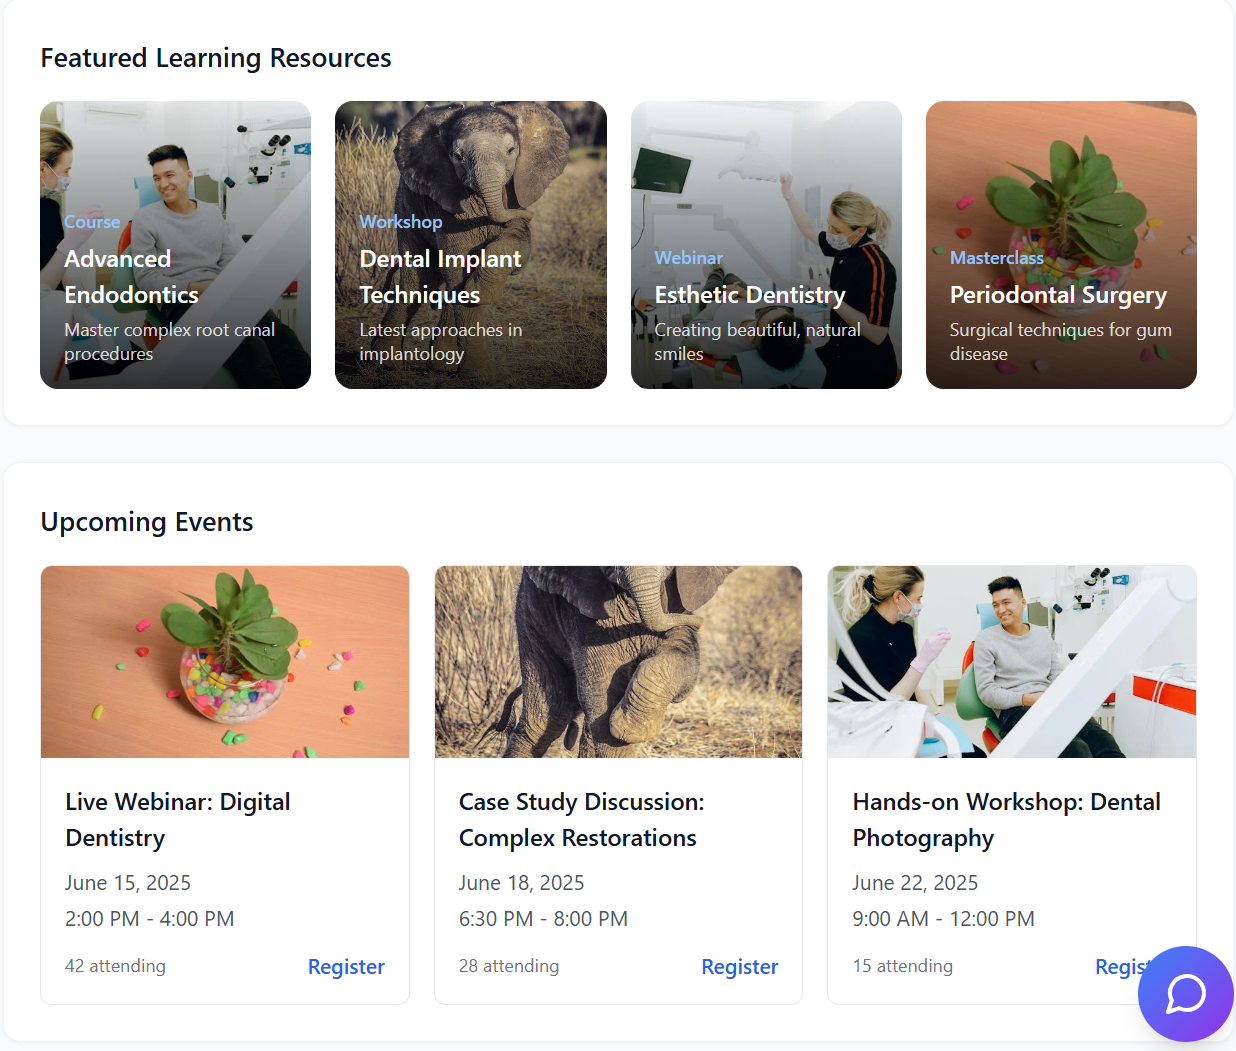 Featured Learning Resources
Course
Advanced
Endodontics
Master complex root canal
procedures
Workshop
Dental Implant
Techniques
Latest approaches in
implantology
Webinar
Esthetic Dentistry
Creating beautiful, natural
smiles
Masterclass
Periodontal Surgery
Surgical techniques for gum
disease
Upcoming Events
Live Webinar: Digital
Dentistry
June 15, 2025
2:00 PM - 4:00 PM
42 attending
Register
Case Study Discussion:
Complex Restorations
June 18, 2025
6:30 PM - 8:00 PM
28 attending
Register
Hands-on Workshop: Dental
Photography
June 22, 2025
9:00 AM - 12:00 PM
15 attending
Regist